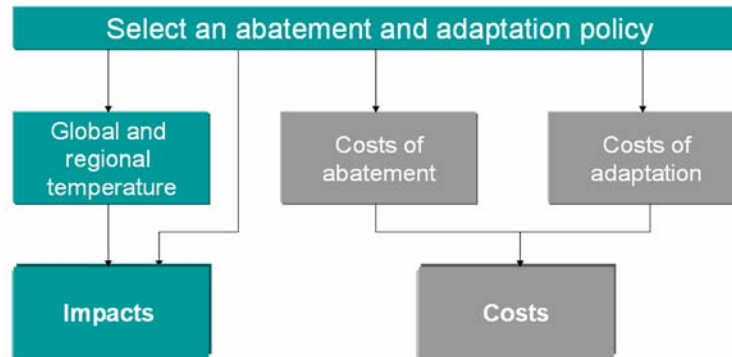 Select an abatement and adaptation policy
Global and
regional
temperature
Costs of
abatement
Costs of
adaptation
Impacts
Costs